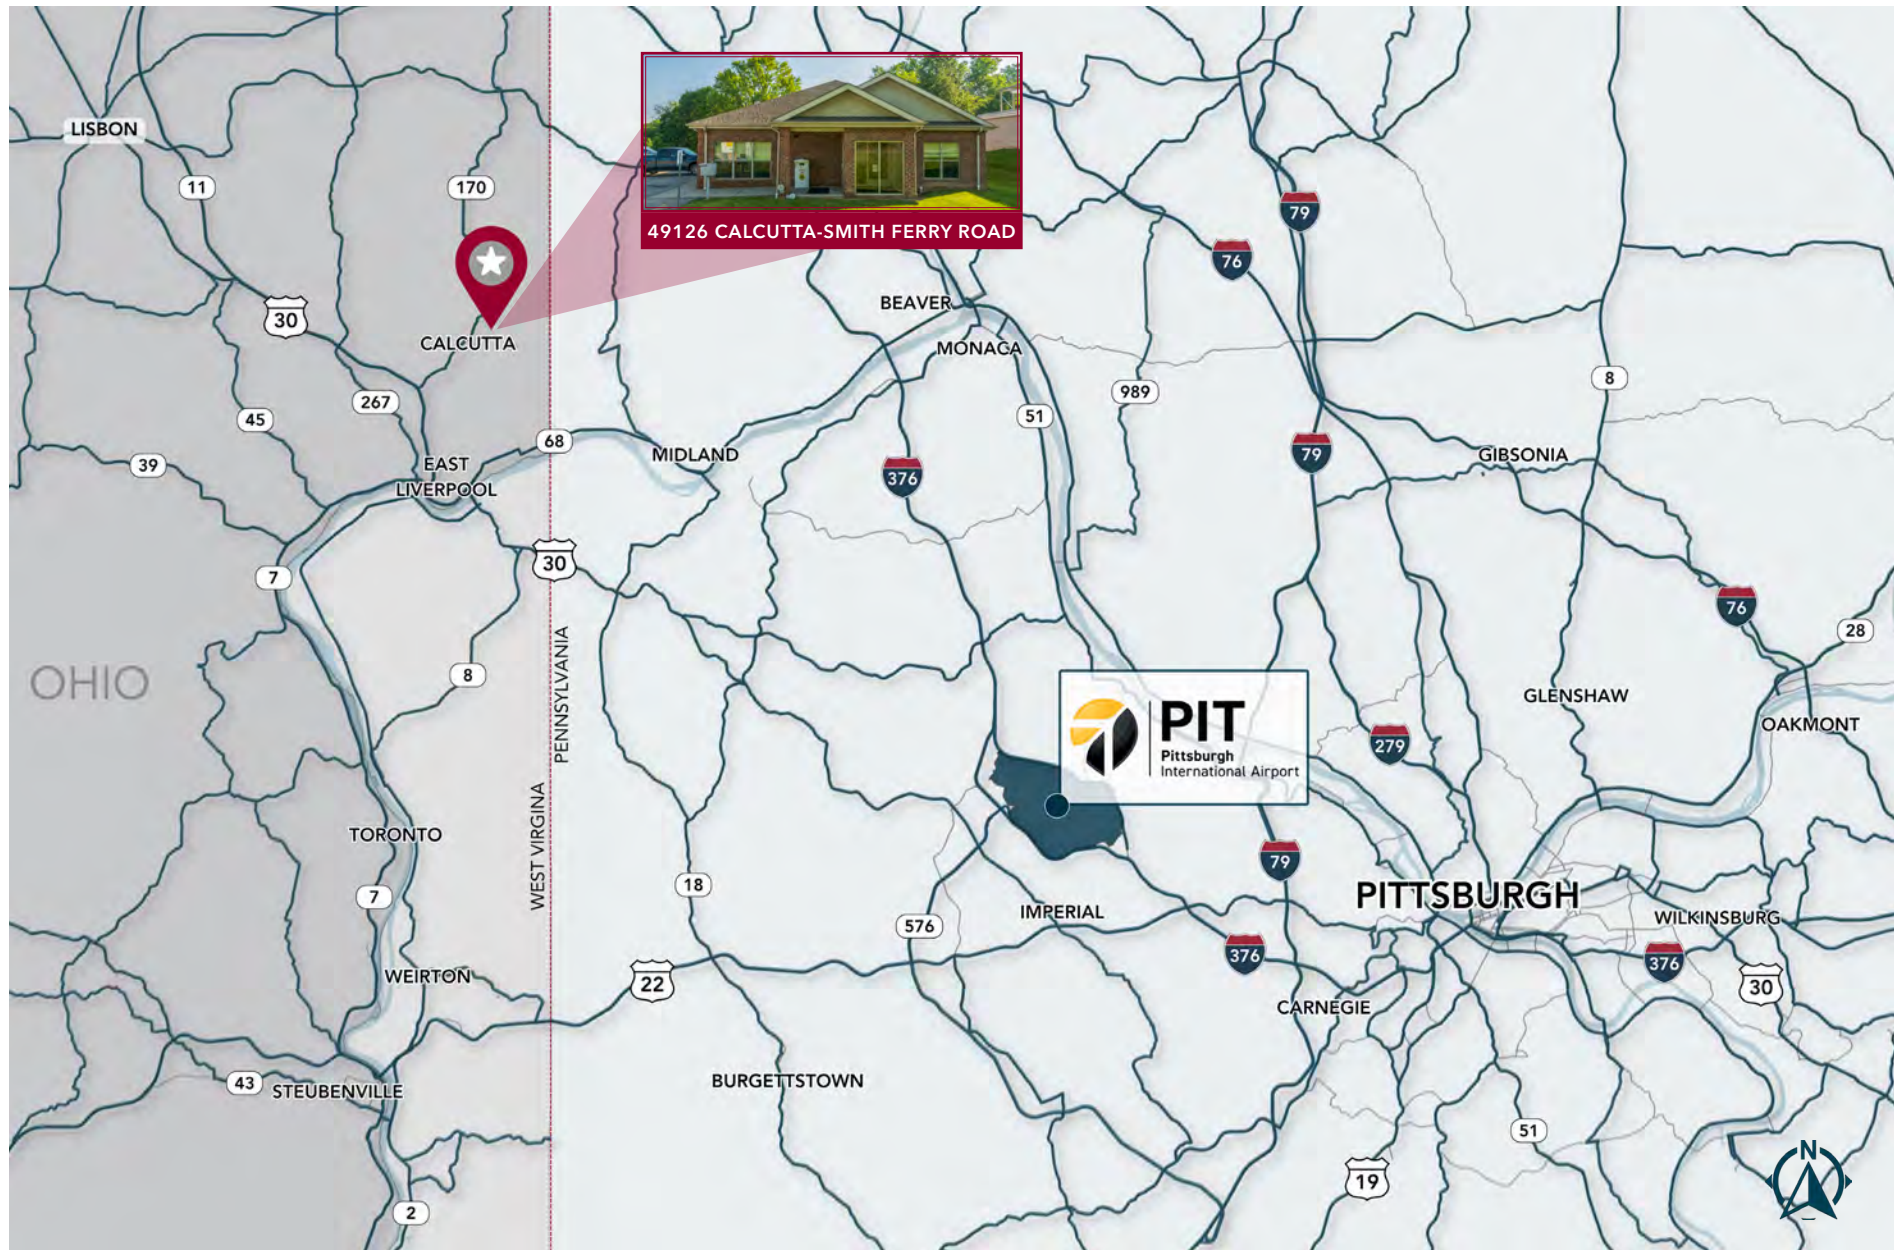 LISBON
11
170
49126 CALCUTTA-SMITH FERRY ROAD
79
76
30
BEAVER
CALCUTTA
MONACA
8
989
267
51
45
68
EAST
LIVERPOOL
MIDLAND
79
GIBSONIA
39
376
30
7
76
28
PENNSYLVANIA
OHIO
8
GLENSHAW
PIT
Pittsburgh
International Airport
OAKMONT
279
TORONTO
WEST VIRGINIA
79
18
7
PITTSBURGH
IMPERIAL
WILKINSBURG
576
376
376
WEIRTON
22
30
CARNEGIE
43
STEUBENVILLE
BURGETTSTOWN
51
N
19
2